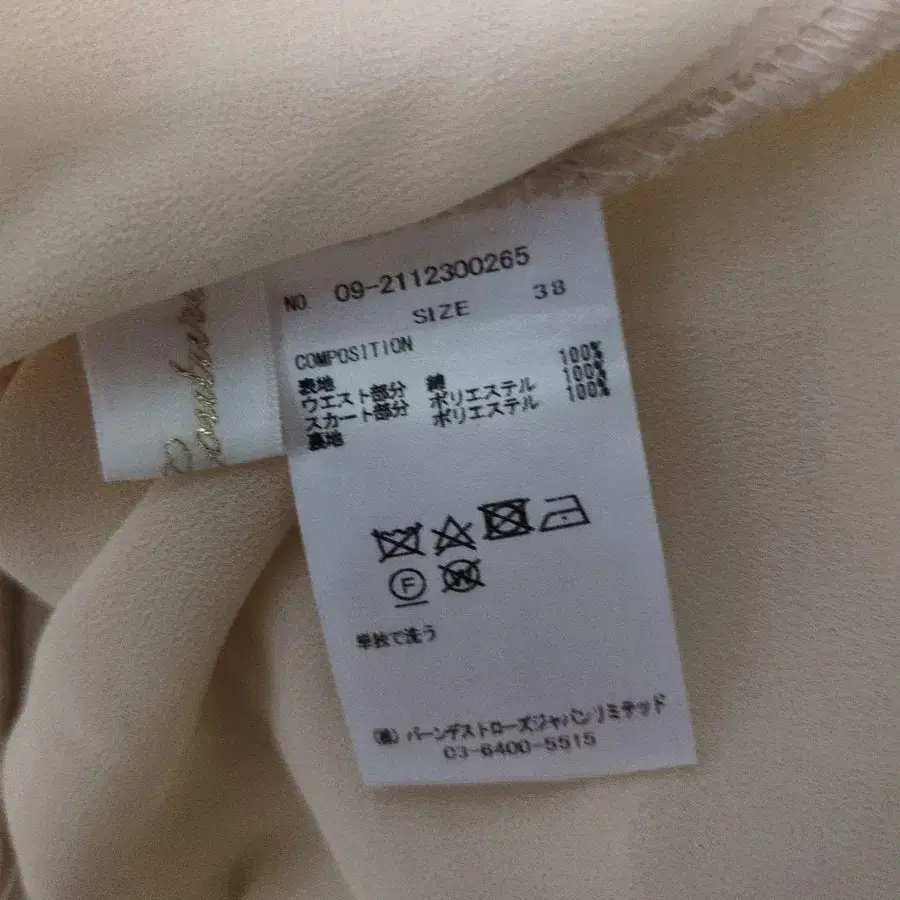 NO. 09-2112300265
SIZE 38
COMPOSITION
表地
ウエスト部分 綿 100%
スカート部分 ポリエステル 100%
裏地 ポリエステル 100%
F
W
単独で洗う
(株) バーンデストローズジャパンリミテッド
03-6400-5515